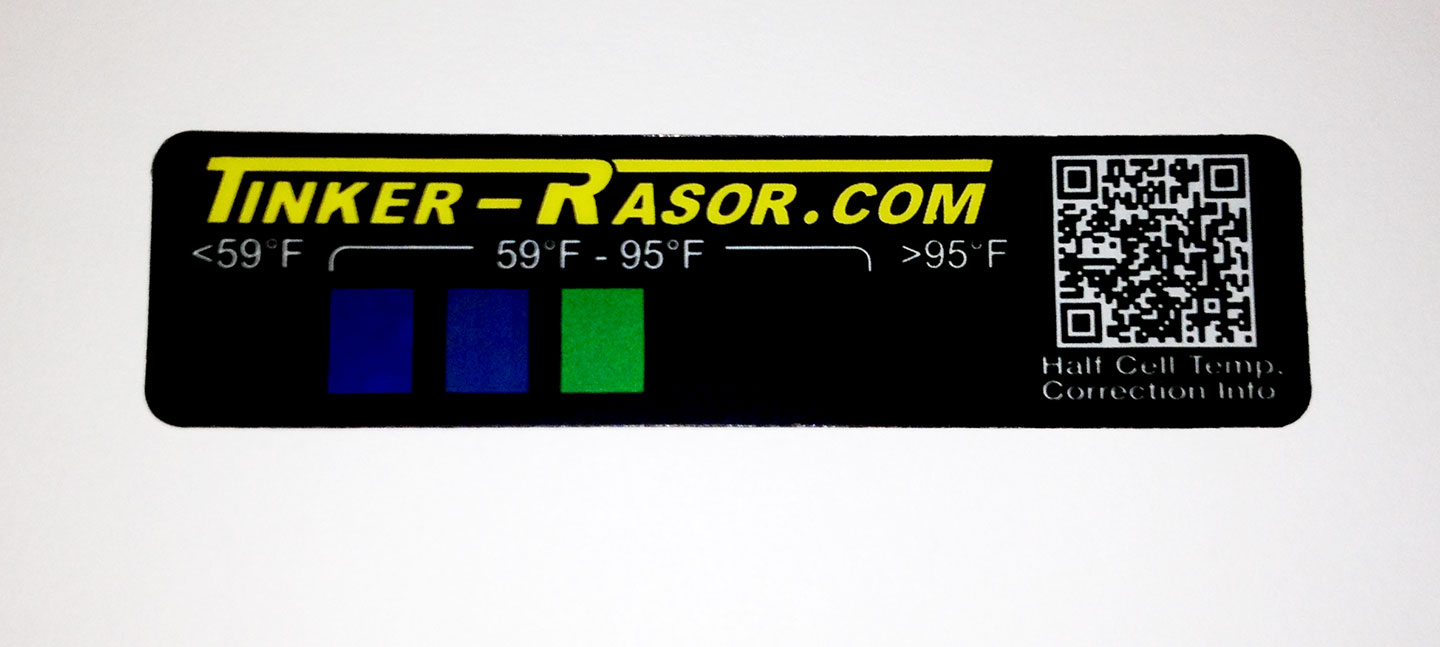 TINKER-RASOR.COM
<59°F 59°F - 95°F >95°F
Half Cell Temp.
Correction Info